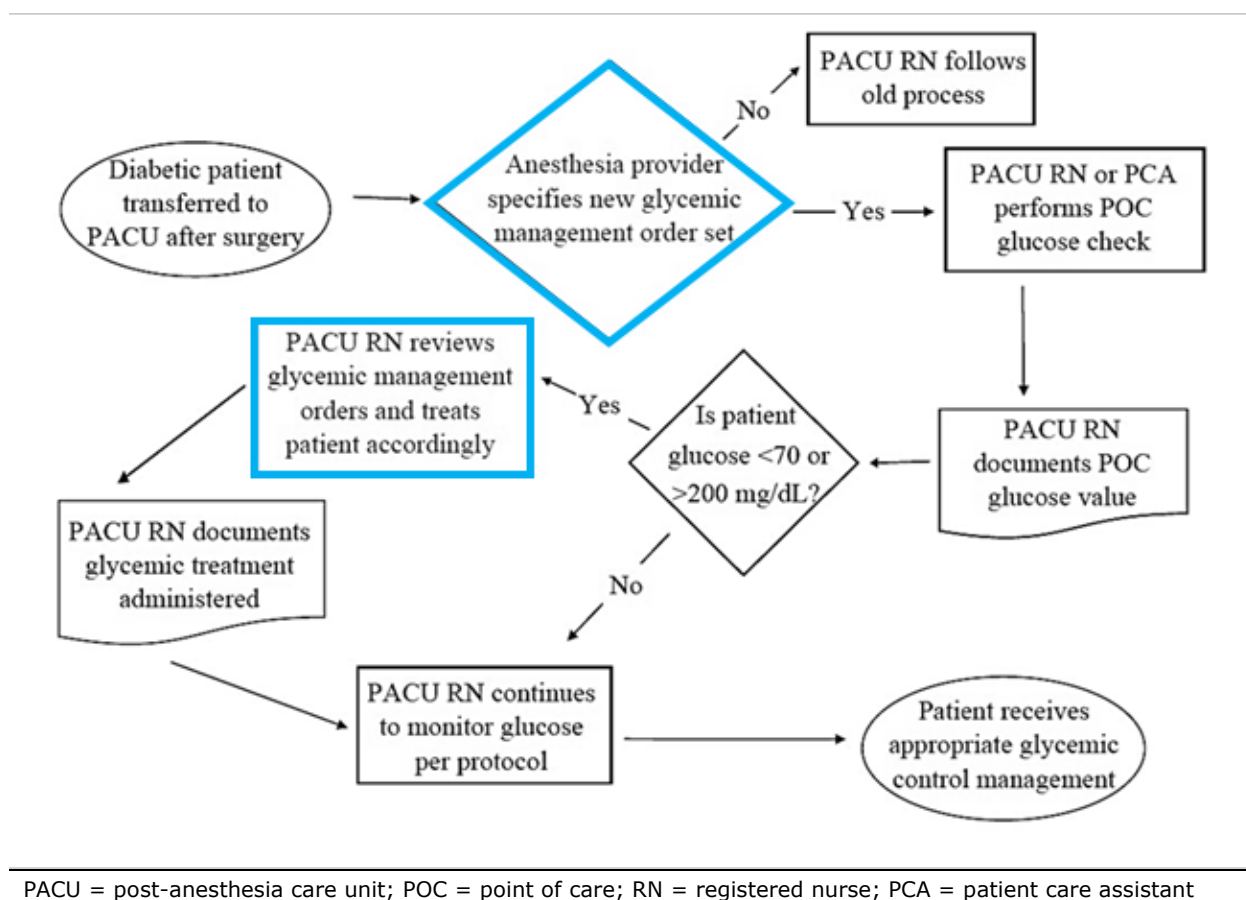 Diabetic patient
transferred to
PACU after surgery
Anesthesia provider
specifies new glycemic
management order set
No
PACU RN follows
old process
Yes
PACU RN or PCA
performs POC
glucose check
PACU RN
documents POC
glucose value
Is patient
glucose <70 or
>200 mg/dL?
Yes
PACU RN reviews
glycemic management
orders and treats
patient accordingly
PACU RN documents
glycemic treatment
administered
No
PACU RN continues
to monitor glucose
per protocol
Patient receives
appropriate glycemic
control management
PACU = post-anesthesia care unit; POC = point of care; RN = registered nurse; PCA = patient care assistant